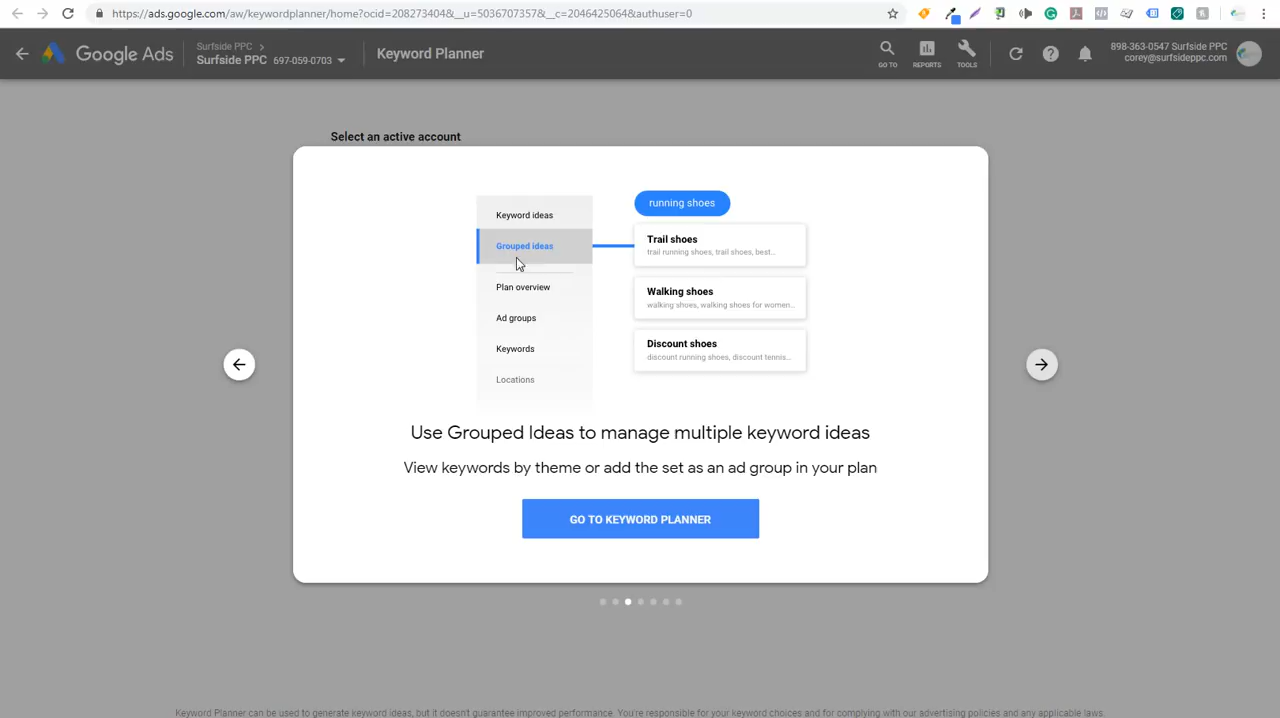 https://ads.google.com/aw/keywordplanner/home?ocid=208273404&__u=5036707357&__c=2046425064&authuser=0
Google Ads
Surfside PPC >
Surfside PPC 697-059-0703
Keyword Planner
GO TO
REPORTS
TOOLS
898-363-0547 Surfside PPC
corey@surfsideppc.com
Select an active account
Keyword ideas
Grouped ideas
Plan overview
Ad groups
Keywords
Locations
running shoes
Trail shoes
trail running shoes, trail shoes, best...
Walking shoes
walking shoes, walking shoes for women...
Discount shoes
discount running shoes, discount tennis...
Use Grouped Ideas to manage multiple keyword ideas
View keywords by theme or add the set as an ad group in your plan
GO TO KEYWORD PLANNER
Keyword Planner can be used to generate keyword ideas, but it doesn't guarantee improved performance. You're responsible for your keyword choices and for complying with our advertising policies and any applicable laws.